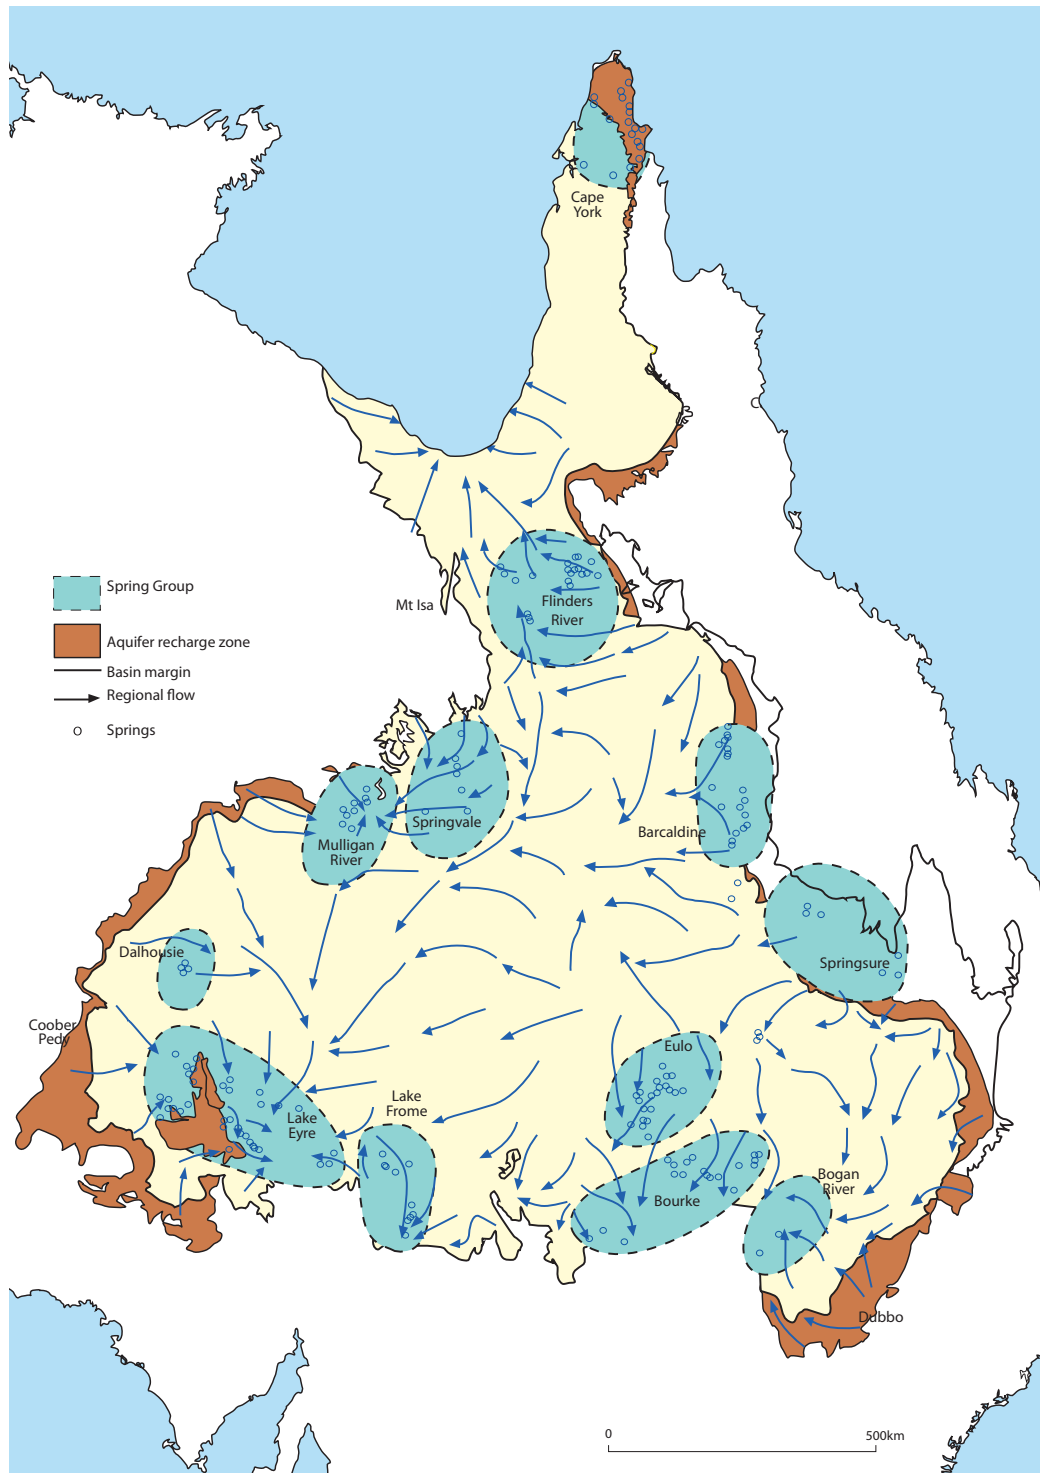 Cape
York
Spring Group
Mt Isa
Flinders
River
Aquifer recharge zone
Basin margin
Regional flow
Springs
Springvale
Barcaldine
Mulligan
River
Dalhousie
Springsure
Coober
Pedy
Eulo
Lake
Frome
Lake
Eyre
Bogan
River
Bourke
Dubbo
0
500km